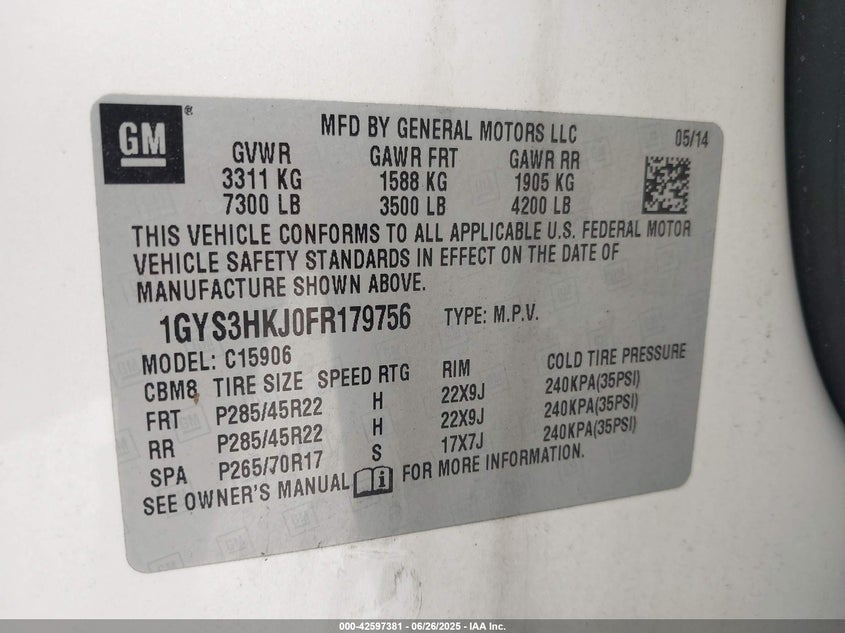 GM ®
MFD BY GENERAL MOTORS LLC 05/14
GVWR GAWR FRT GAWR RR
3311 KG 1588 KG 1905 KG
7300 LB 3500 LB 4200 LB
THIS VEHICLE CONFORMS TO ALL APPLICABLE U.S. FEDERAL MOTOR
VEHICLE SAFETY STANDARDS IN EFFECT ON THE DATE OF
MANUFACTURE SHOWN ABOVE.
1GYS3HKJ0FR179756 TYPE: M.P.V.
MODEL: C15906
CBM8 TIRE SIZE SPEED RTG RIM COLD TIRE PRESSURE
FRT P285/45R22 H 22X9J 240KPA(35PSI)
RR P285/45R22 H 22X9J 240KPA(35PSI)
SPA P265/70R17 S 17X7J 240KPA(35PSI)
SEE OWNER'S MANUAL FOR MORE INFORMATION.
000-42597381 - 06/26/2025 - IAA Inc.